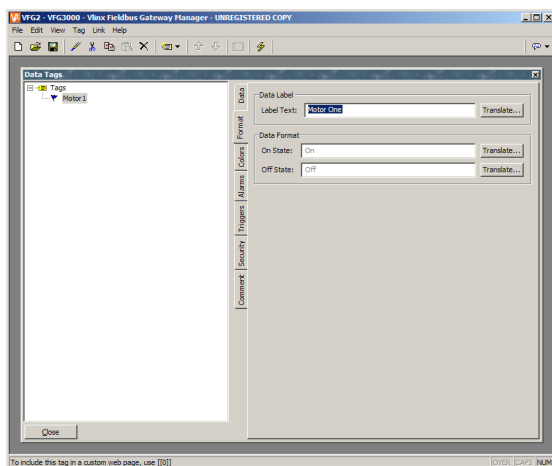 VFG2 - VFG3000 - Vlinx Fieldbus Gateway Manager - UNREGISTERED COPY
File Edit View Tag Link Help
Data Tags
Tags
Motor1
Data
Format
Colors
Alarms
Triggers
Security
Comment
Data Label
Label Text: Motor One Translate...
Data Format
On State: On Translate...
Off State: Off Translate...
Close
To include this tag in a custom web page, use [[0]] OVER CAPS NUM